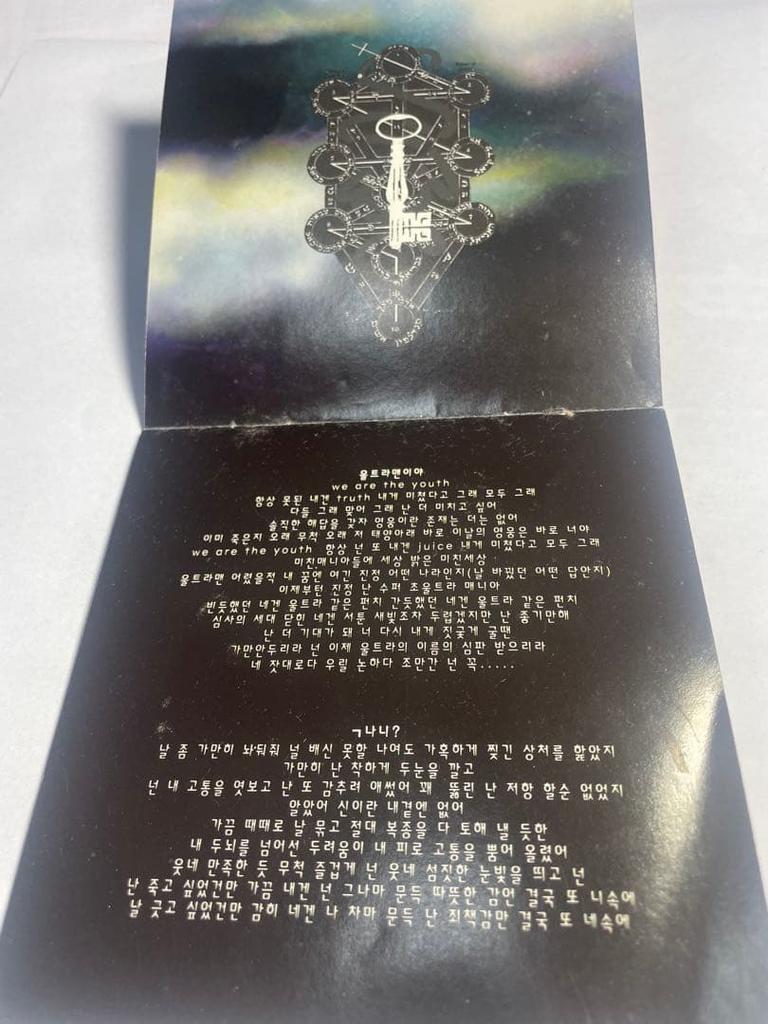 울트라맨이야
we are the youth
항상 못된 내겐 truth 내게 미쳤다고 그래 모두 그래
다들 그래 맞어 그래 난 더 미치고 싶어
솔직한 해답을 갖자 영웅이란 존재는 더는 없어
이미 죽은지 오래 무척 오래 저 태양아래 바로 이날의 영웅은 바로 너야
we are the youth 항상 넌 또 내겐 juice 내게 미쳤다고 모두 그래
미친매니아들에 세상 밝은 미친세상
울트라맨 어렸을적 내 꿈엔 여긴 진정 어떤 나라인지(날 바꿨던 어떤 답안지)
이제부턴 진정 난 수퍼 초울트라 매니아
빈듯했던 네겐 울트라 같은 펀치 간듯했던 네겐 울트라 같은 펀치
심사의 세대 닫힌 네겐 서툰 새빛조차 두렵겠지만 난 중기만해
난 더 기대가 돼 너 다시 내게 짓궂게 굴땐
가만안두리라 넌 이제 울트라의 이름의 심판 받으리라
네 잣대로다 우릴 논하다 조만간 넌 꼭.....
ㄱ나니?
날 좀 가만히 놔둬줘 널 배신 못할 나여도 가혹하게 찢긴 상처를 핥았지
가만히 난 착하게 두눈을 깔고
넌 내 고통을 엿보고 난 또 감추려 애썼어 꽤 뚫린 난 저항 할순 없었지
알았어 신이란 내곁엔 없어
가끔 때때로 날 묶고 절대 복종을 다 토해 낼 듯한
내 두뇌를 넘어선 두려움이 내 피로 고통을 뿜어 올렸어
웃네 만족한 듯 무척 즐겁게 넌 웃네 섬짓한 눈빛을 띄고 넌
난 죽고 싶었건만 가끔 내겐 넌 그나마 문득 따뜻한 감언 결국 또 니속에
날 긋고 싶었건만 감히 네겐 나 차마 문득 난 죄책감만 결국 또 네속에